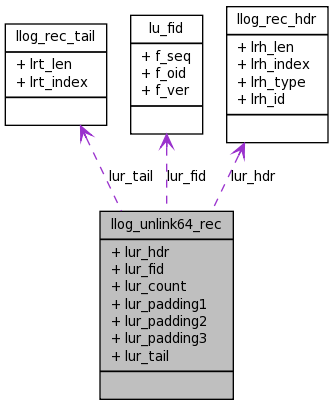 llog_rec_tail
+ lrt_len
+ lrt_index
lu_fid
+ f_seq
+ f_oid
+ f_ver
llog_rec_hdr
+ lrh_len
+ lrh_index
+ lrh_type
+ lrh_id
lur_tail
lur_fid
lur_hdr
llog_unlink64_rec
+ lur_hdr
+ lur_fid
+ lur_count
+ lur_padding1
+ lur_padding2
+ lur_padding3
+ lur_tail